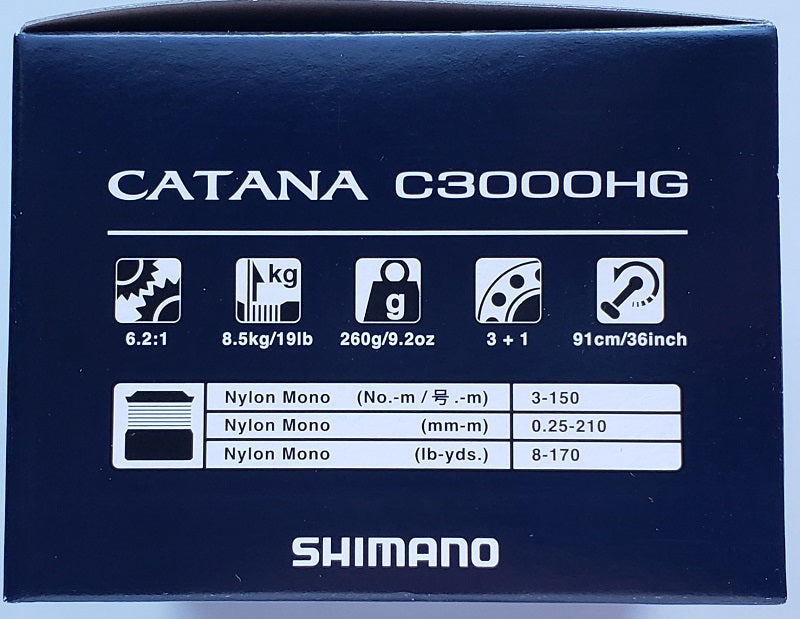 CATANA C3000HG
kg
g
6.2:1 8.5kg/19lb 260g/9.2oz 3 + 1 91cm/36inch
Nylon Mono (No.-m / 号 .-m) 3-150
Nylon Mono (mm-m) 0.25-210
Nylon Mono (lb-yds.) 8-170
SHIMANO